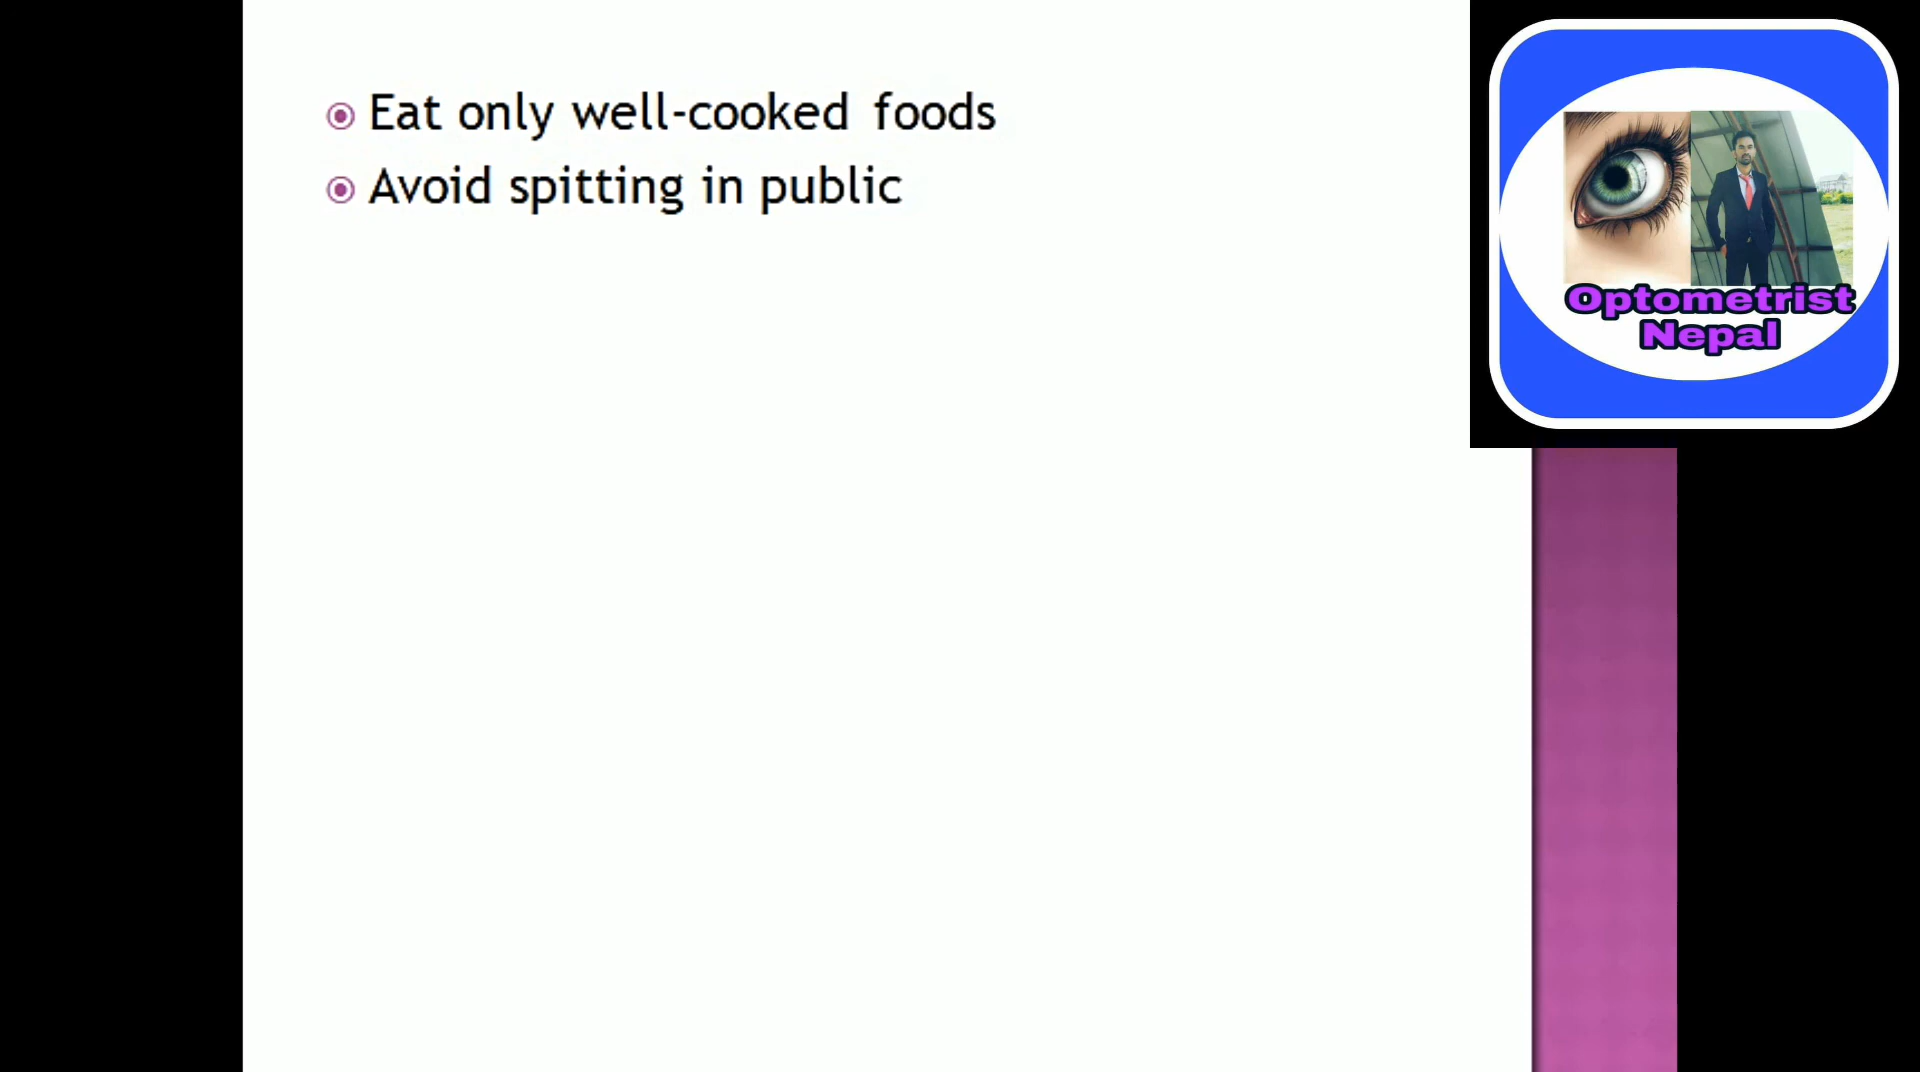 Eat only well-cooked foods
Avoid spitting in public
Optometrist
Nepal